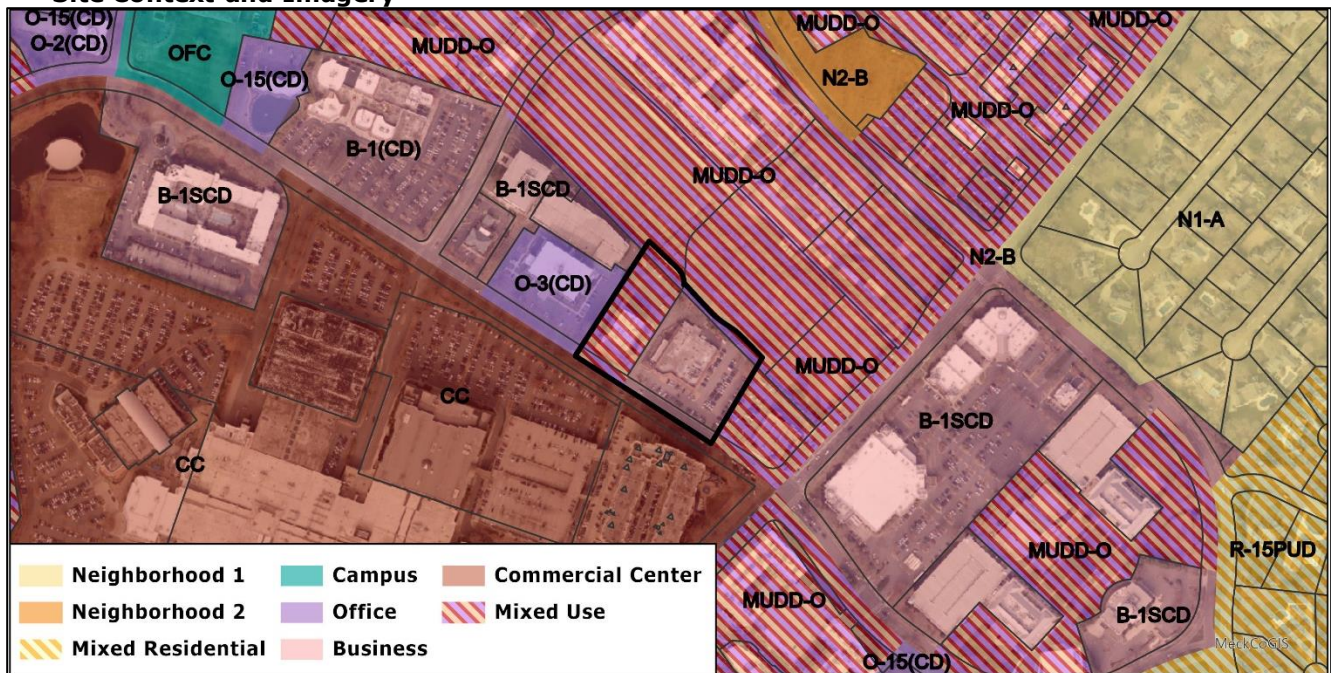 Site Context and Imagery
O-15(CD)
O-2(CD)
OFC
O-15(CD)
MUDD-O
MUDD-O
MUDD-O
N2-B
MUDD-O
B-1(CD)
B-1SCD
B-1SCD
MUDD-O
N1-A
O-3(CD)
N2-B
MUDD-O
CC
B-1SCD
CC
MUDD-O
R-15PUD
MUDD-O
B-1SCD
O-15(CD)
MeckCoGIS
Neighborhood 1
Campus
Commercial Center
Neighborhood 2
Office
Mixed Use
Mixed Residential
Business